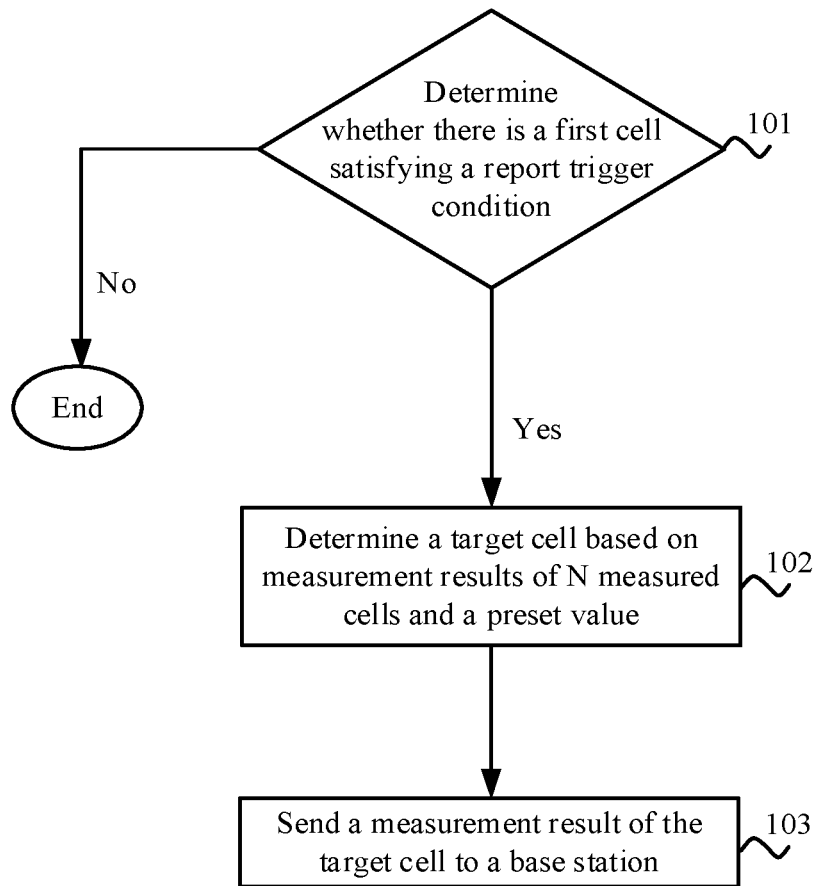 Determine
whether there is a first cell
satisfying a report trigger
condition
101
No
End
Yes
Determine a target cell based on
measurement results of N measured
cells and a preset value
102
Send a measurement result of the
target cell to a base station
103